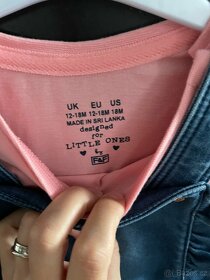 UK EU US
12-18M 12-18M 18M
MADE IN SRI LANKA
designed
for
LITTLE ONES
by
F&F